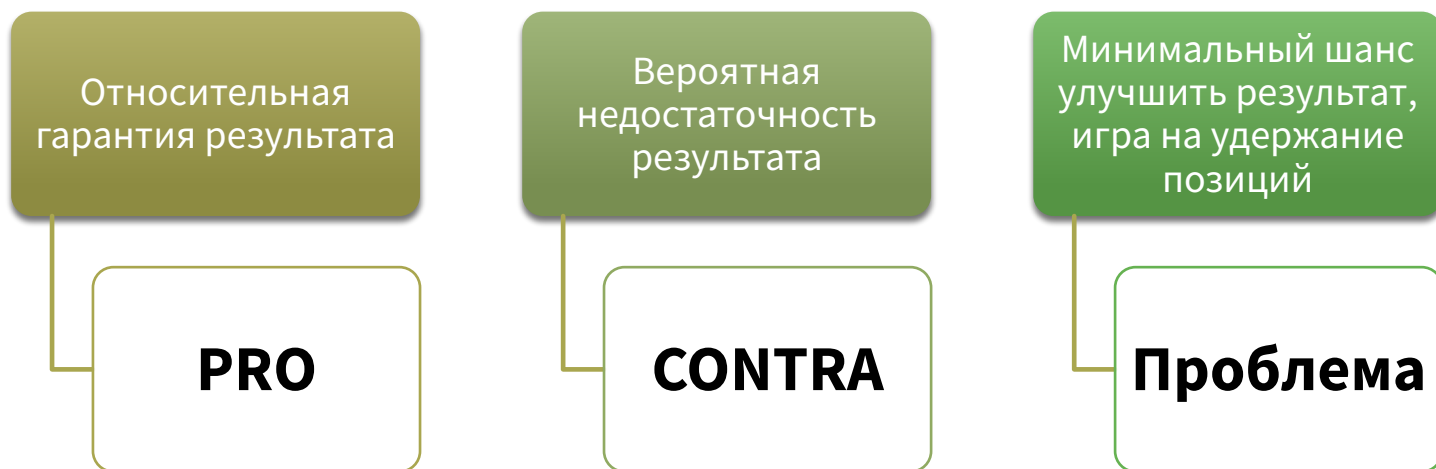 Относительная
гарантия результата
PRO
Вероятная
недостаточность
результата
CONTRA
Минимальный шанс
улучшить результат,
игра на удержание
позиций
Проблема